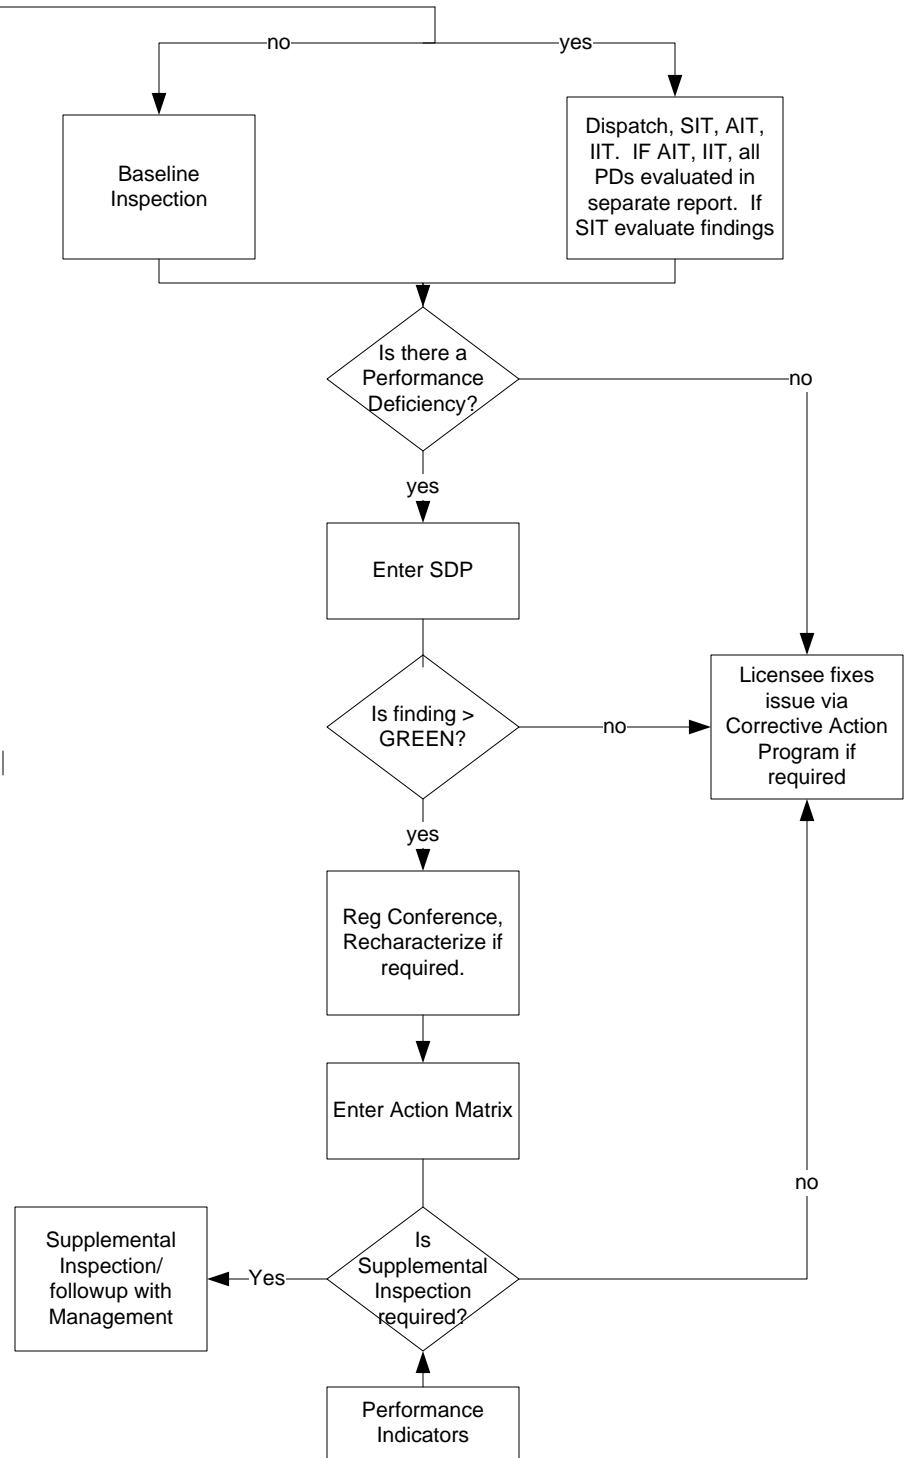 no
yes
Baseline
Inspection
Dispatch, SIT, AIT,
IIT. IF AIT, IIT, all
PDs evaluated in
separate report. If
SIT evaluate findings
Is there a
Performance
Deficiency?
no
yes
Enter SDP
Is finding >
GREEN?
no
Licensee fixes
issue via
Corrective Action
Program if
required
yes
Reg Conference,
Recharacterize if
required.
Enter Action Matrix
no
Supplemental
Inspection/
followup with
Management
Yes
Is
Supplemental
Inspection
required?
Performance
Indicators